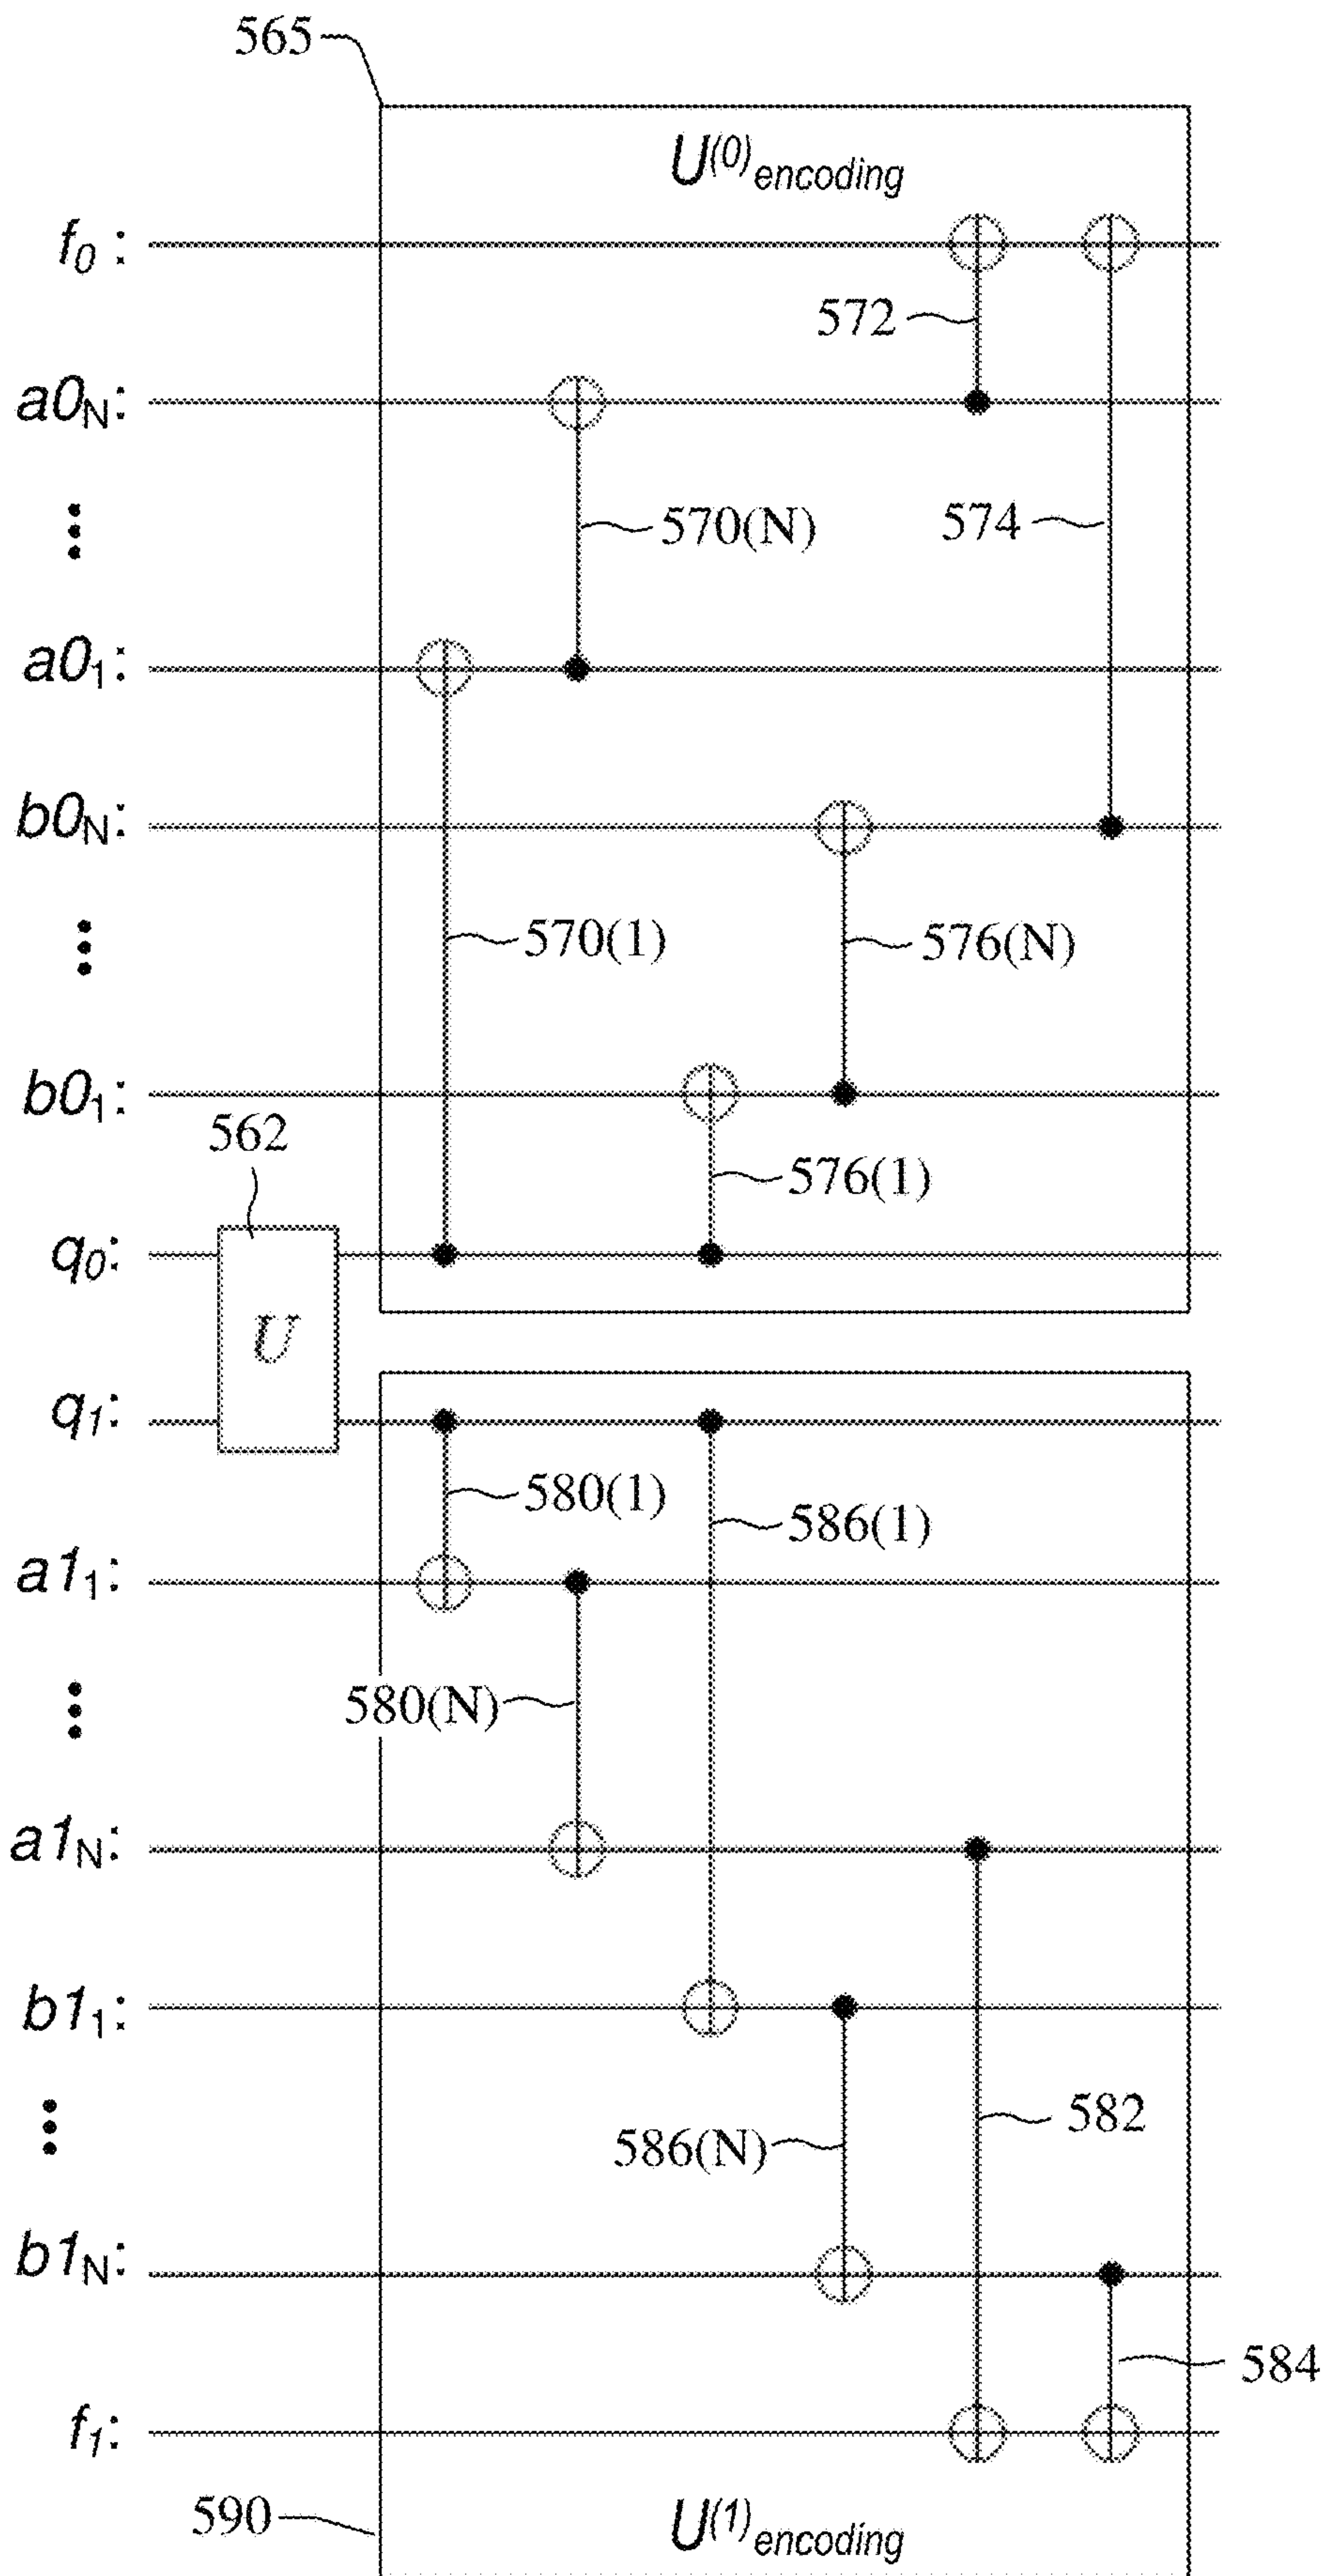 565
U(0)encoding
f0:
572
a0N:
570(N)
574
a01:
b0N:
570(1)
576(N)
b01:
562
576(1)
q0:
U
q1:
580(1)
586(1)
a11:
580(N)
a1N:
b11:
582
586(N)
b1N:
584
f1:
590
U(1)encoding